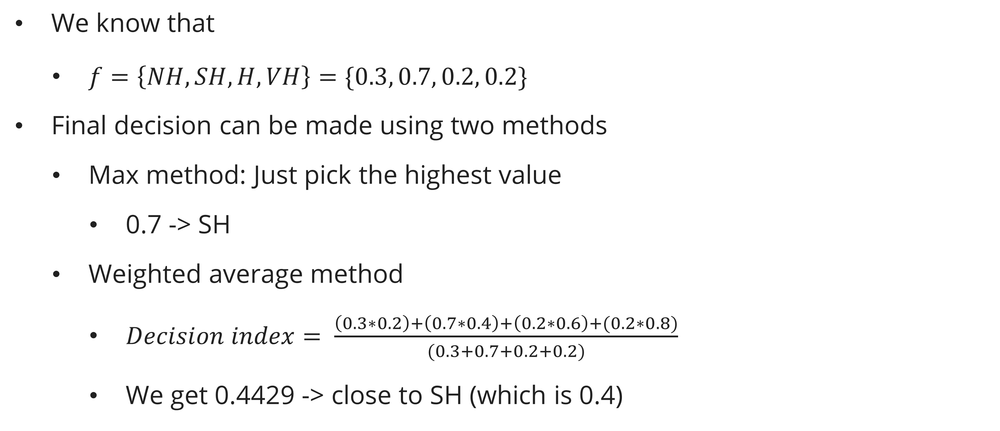 • We know that
• f = {NH, SH, H, VH} = {0.3, 0.7, 0.2, 0.2}
• Final decision can be made using two methods
• Max method: Just pick the highest value
• 0.7 -> SH
• Weighted average method
• Decision index = (0.3*0.2)+(0.7*0.4)+(0.2*0.6)+(0.2*0.8)
(0.3+0.7+0.2+0.2)
• We get 0.4429 -> close to SH (which is 0.4)